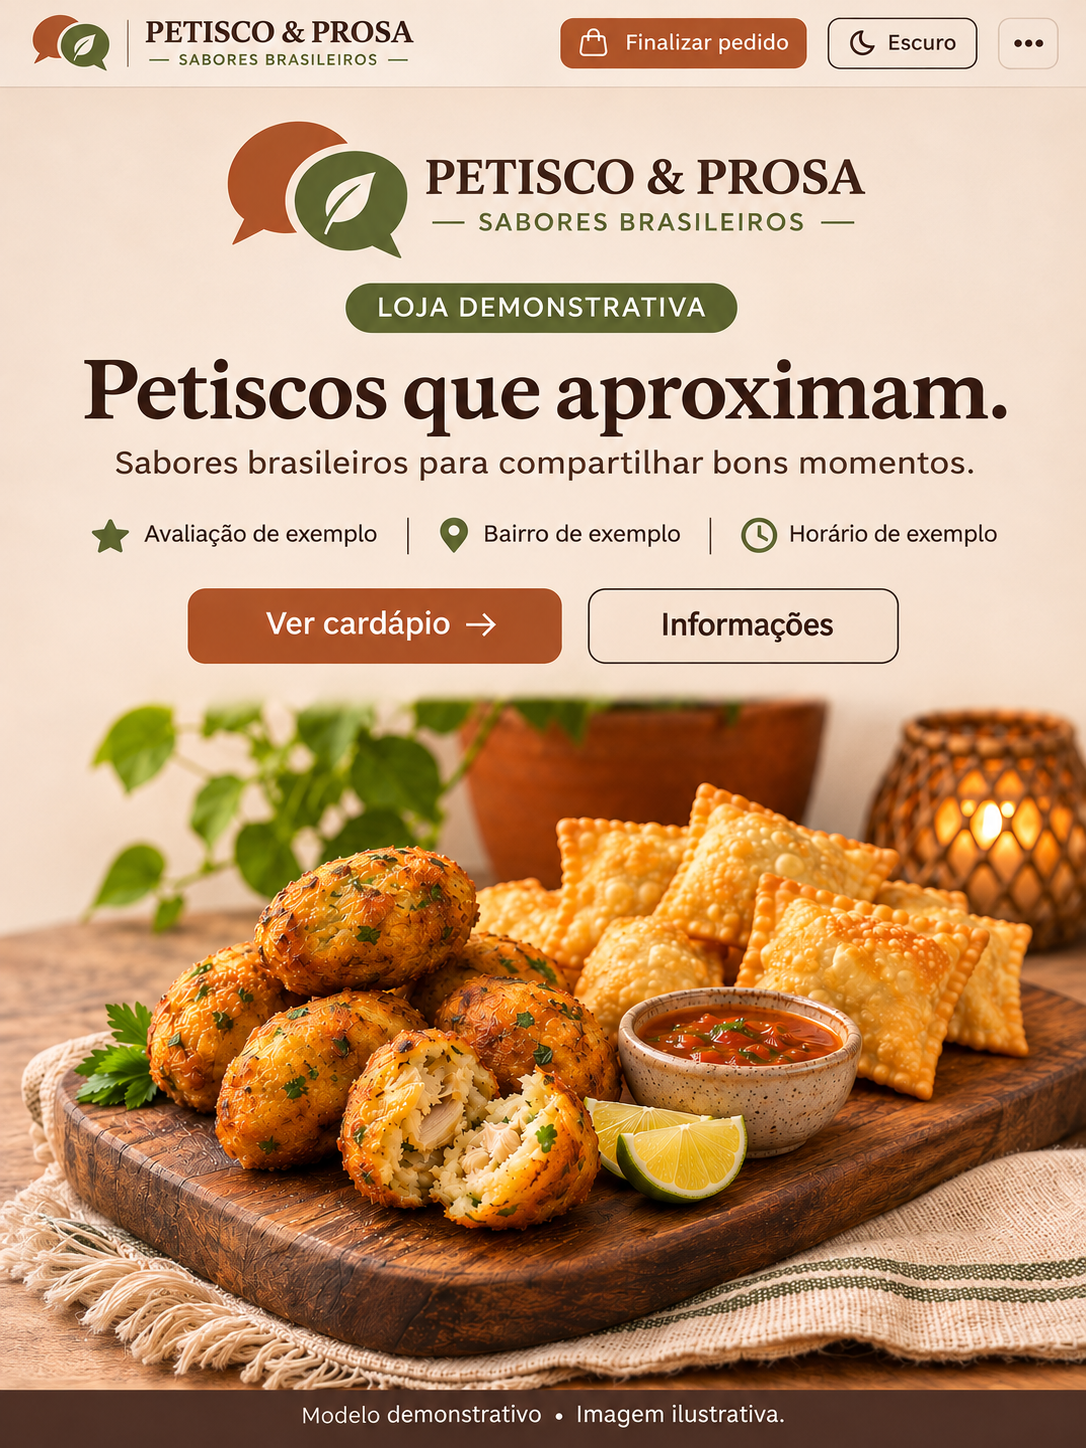 PETISCO & PROSA
SABORES BRASILEIROS
Finalizar pedido
Escuro
PETISCO & PROSA
SABORES BRASILEIROS
LOJA DEMONSTRATIVA
Petiscos que aproximam.
Sabores brasileiros para compartilhar bons momentos.
Avaliação de exemplo
Bairro de exemplo
Horário de exemplo
Ver cardápio →
Informações
Modelo demonstrativo • Imagem ilustrativa.